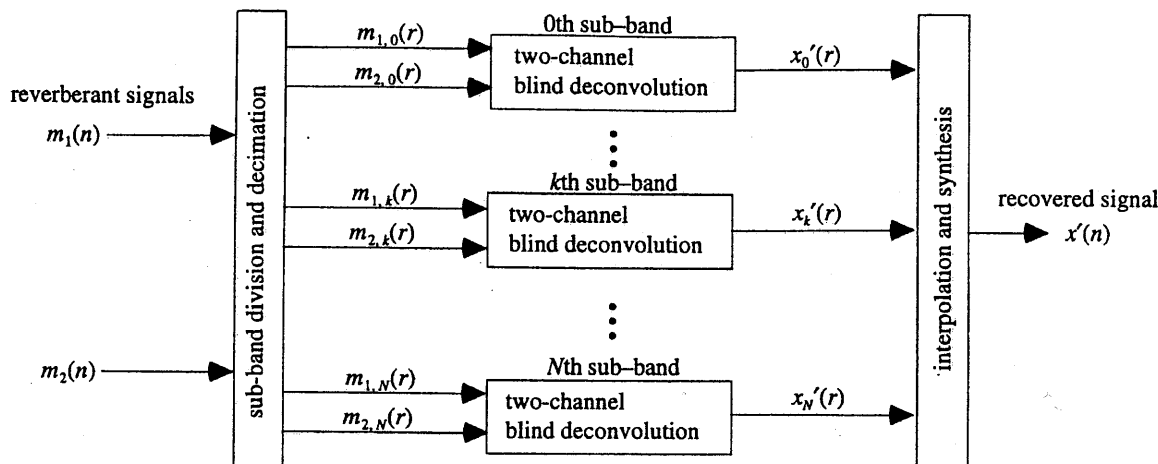 reverberant signals
m₁(n)
m₂(n)
sub-band division and decimation
m₁,₀(r)
m₂,₀(r)
0th sub–band
two-channel
blind deconvolution
x₀′(r)
m₁,ₖ(r)
m₂,ₖ(r)
kth sub–band
two-channel
blind deconvolution
xₖ′(r)
m₁,N(r)
m₂,N(r)
Nth sub–band
two-channel
blind deconvolution
x_N′(r)
interpolation and synthesis
recovered signal
x′(n)